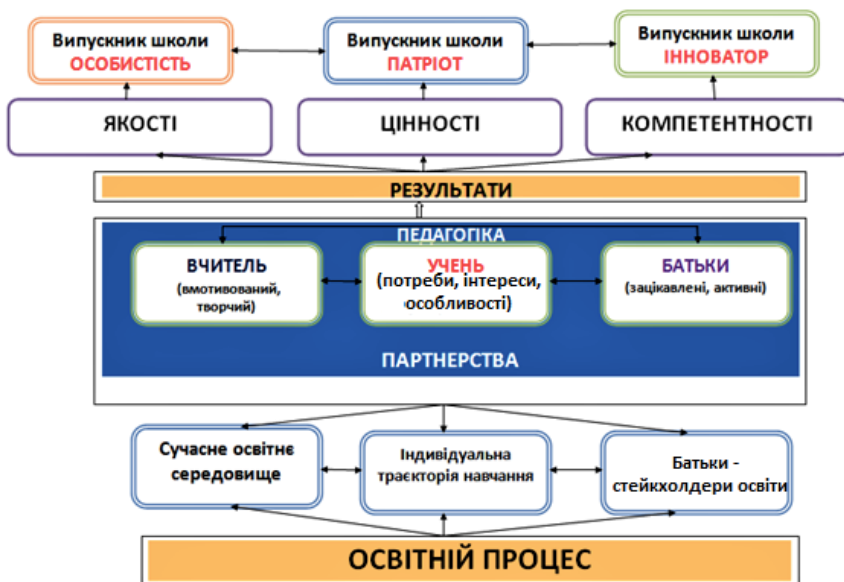 Випускник школи
ОСОБИСТІСТЬ
Випускник школи
ПАТРІОТ
Випускник школи
ІННОВАТОР
ЯКОСТІ
ЦІННОСТІ
КОМПЕТЕНТНОСТІ
РЕЗУЛЬТАТИ
ПЕДАГОГІКА
ВЧИТЕЛЬ
(вмотивований,
творчий)
УЧЕНЬ
(потреби, інтереси,
особливості)
БАТЬКИ
(зацікавлені, активні)
ПАРТНЕРСТВА
Сучасне освітнє
середовище
Індивідуальна
траєкторія навчання
Батьки -
стейкхолдери освіти
ОСВІТНІЙ ПРОЦЕС